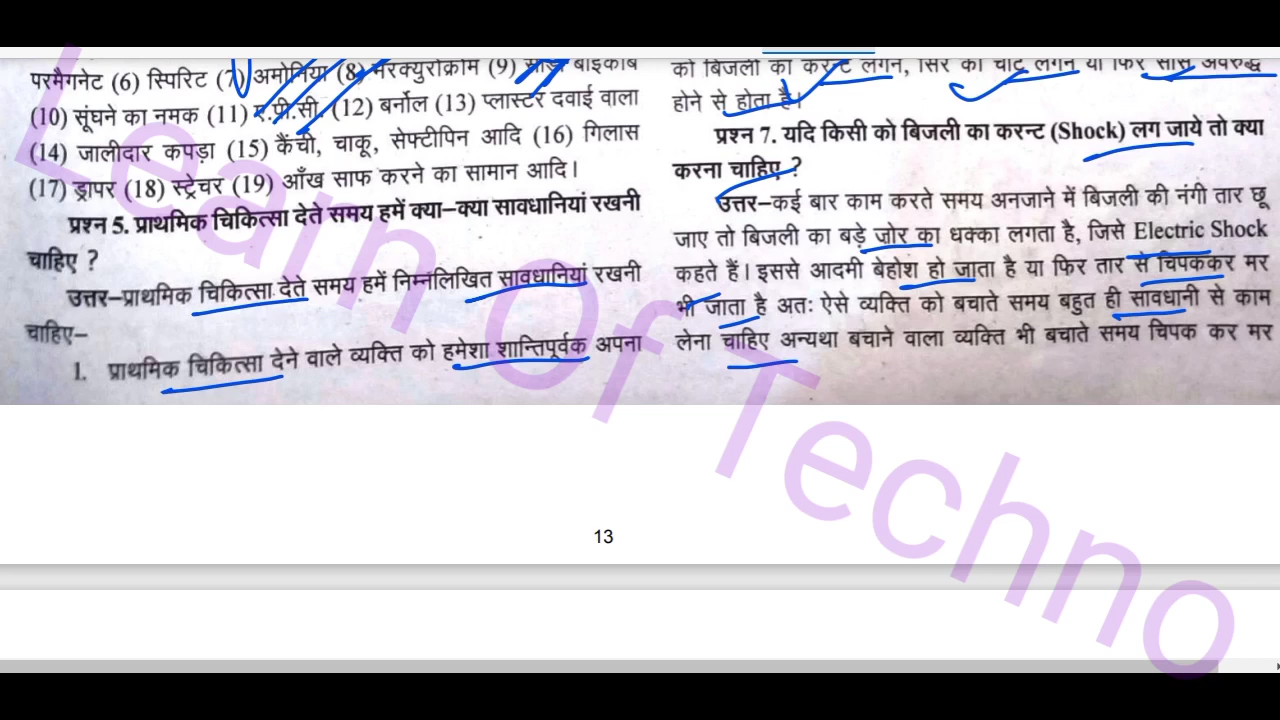 परमैगनेट (6) स्पिरिट (7) अमोनिया (8) मरक्युरोक्रोम (9) सोडा बाइकार्ब
(10) सूंघने का नमक (11) ए.पी.सी. (12) बर्नोल (13) प्लास्टर दवाई वाला
(14) जालीदार कपड़ा (15) कैंची, चाकू, सेफ्टीपिन आदि (16) गिलास
(17) ड्रापर (18) स्ट्रेचर (19) आँख साफ करने का सामान आदि।
प्रश्न 5. प्राथमिक चिकित्सा देते समय हमें क्या–क्या सावधानियां रखनी
चाहिए ?
उत्तर–प्राथमिक चिकित्सा देते समय हमें निम्नलिखित सावधानियां रखनी
चाहिए–
1. प्राथमिक चिकित्सा देने वाले व्यक्ति को हमेशा शान्तिपूर्वक अपना
को बिजली का करन्ट लगने, सिर की चोट लगने या फिर सांस अवरुद्ध
होने से होता है।
प्रश्न 7. यदि किसी को बिजली का करन्ट (Shock) लग जाये तो क्या
करना चाहिए ?
उत्तर–कई बार काम करते समय अनजाने में बिजली की नंगी तार छू
जाए तो बिजली का बड़े ज़ोर का धक्का लगता है, जिसे Electric Shock
कहते हैं। इससे आदमी बेहोश हो जाता है या फिर तार से चिपककर मर
भी जाता है अतः ऐसे व्यक्ति को बचाते समय बहुत ही सावधानी से काम
लेना चाहिए अन्यथा बचाने वाला व्यक्ति भी बचाते समय चिपक कर मर
13
Learn Of Techno